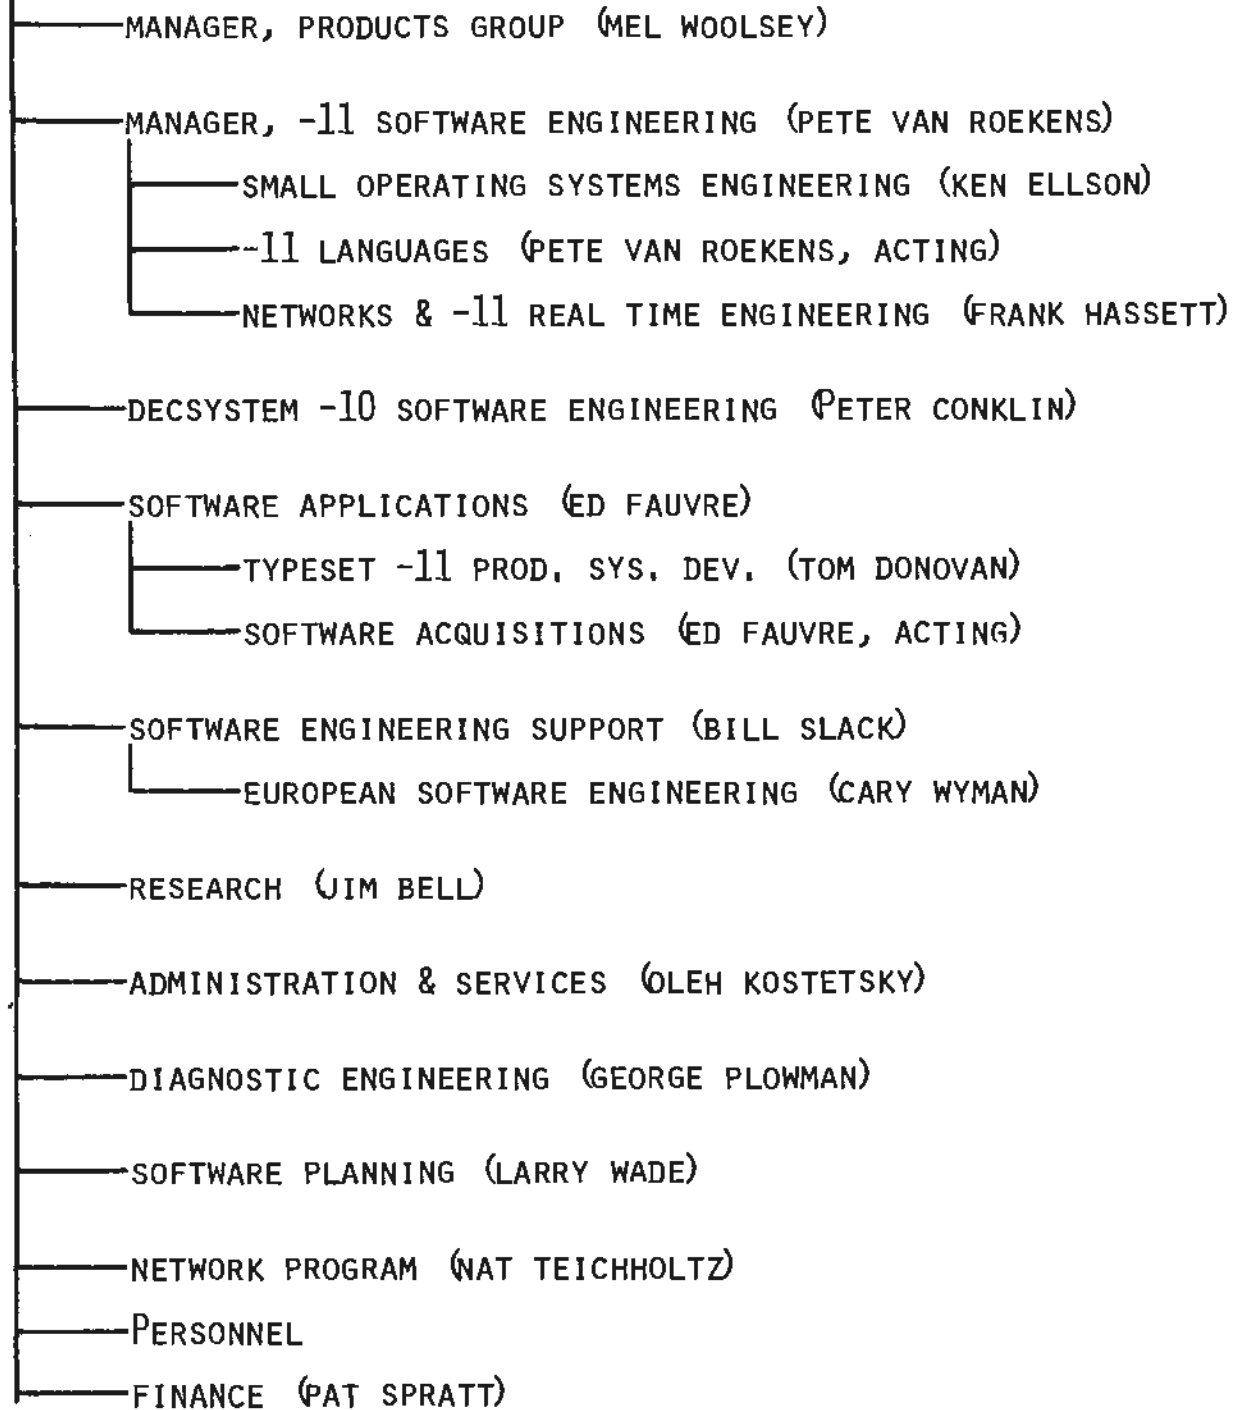 MANAGER, PRODUCTS GROUP (MEL WOOLSEY)
MANAGER, -11 SOFTWARE ENGINEERING (PETE VAN ROEKENS)
SMALL OPERATING SYSTEMS ENGINEERING (KEN ELLSON)
-11 LANGUAGES (PETE VAN ROEKENS, ACTING)
NETWORKS & -11 REAL TIME ENGINEERING (FRANK HASSETT)
DECSYSTEM -10 SOFTWARE ENGINEERING (PETER CONKLIN)
SOFTWARE APPLICATIONS (ED FAUVRE)
TYPESET -11 PROD. SYS. DEV. (TOM DONOVAN)
SOFTWARE ACQUISITIONS (ED FAUVRE, ACTING)
SOFTWARE ENGINEERING SUPPORT (BILL SLACK)
EUROPEAN SOFTWARE ENGINEERING (CARY WYMAN)
RESEARCH (JIM BELL)
ADMINISTRATION & SERVICES (OLEH KOSTETSKY)
DIAGNOSTIC ENGINEERING (GEORGE PLOWMAN)
SOFTWARE PLANNING (LARRY WADE)
NETWORK PROGRAM (NAT TEICHHOLTZ)
PERSONNEL
FINANCE (PAT SPRATT)